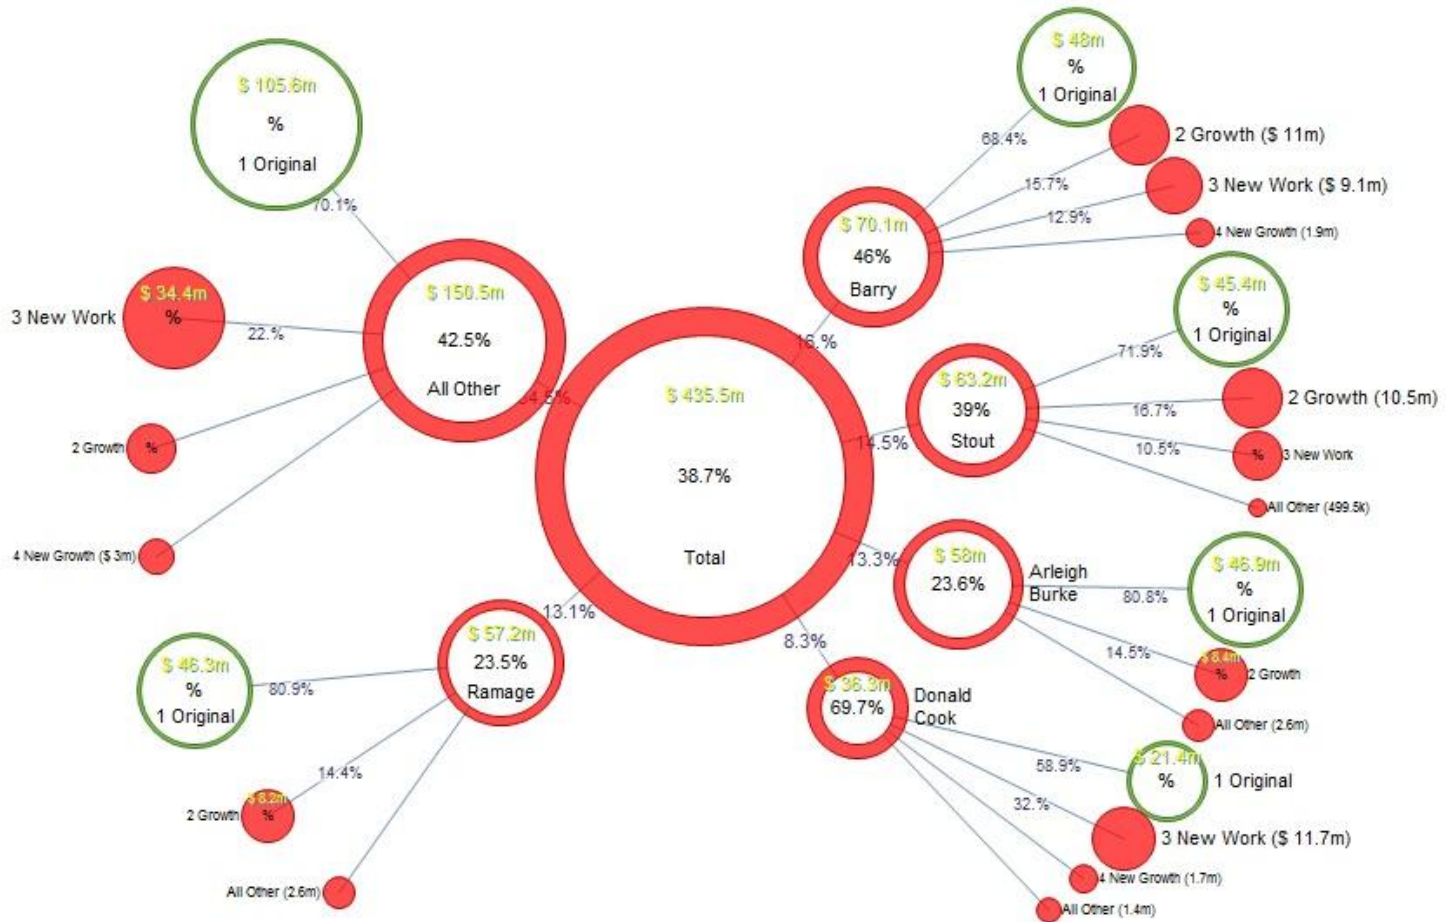 $ 105.6m
%
1 Original
70.1%
$ 34.4m
3 New Work
%
22.%
$ 150.5m
42.5%
All Other
34.5%
2 Growth
%
4 New Growth ($ 3m)
$ 435.5m
38.7%
Total
13.1%
$ 57.2m
23.5%
Ramage
$ 46.3m
%
1 Original
80.9%
14.4%
$ 8.2m
2 Growth
%
All Other (2.6m)
16.%
$ 70.1m
46%
Barry
$ 48m
%
1 Original
68.4%
2 Growth ($ 11m)
15.7%
3 New Work ($ 9.1m)
12.9%
4 New Growth (1.9m)
14.5%
$ 63.2m
39%
Stout
$ 45.4m
%
1 Original
71.9%
2 Growth (10.5m)
16.7%
10.5%
%
3 New Work
All Other (499.5k)
13.3%
$ 58m
23.6%
Arleigh
Burke
$ 46.9m
%
1 Original
80.8%
14.5%
$ 8.4m
%
2 Growth
All Other (2.6m)
8.3%
$ 36.3m
69.7%
Donald
Cook
$ 21.4m
%
1 Original
58.9%
32.%
3 New Work ($ 11.7m)
4 New Growth (1.7m)
All Other (1.4m)